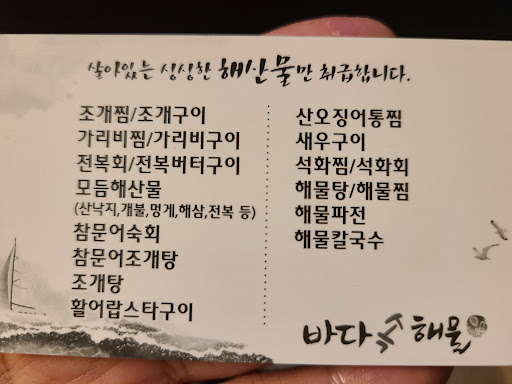 살아있는 싱싱한 해산물만 취급합니다.
조개찜/조개구이
가리비찜/가리비구이
전복회/전복버터구이
모듬해산물
(산낙지,개불,멍게,해삼,전복 등)
참문어숙회
참문어조개탕
조개탕
활어랍스타구이
산오징어통찜
새우구이
석화찜/석화회
해물탕/해물찜
해물파전
해물칼국수
바다 속 해물